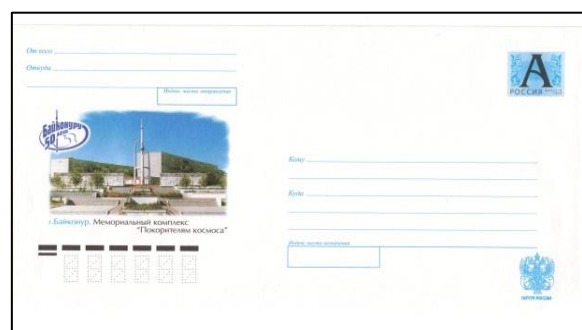 От кого
Откуда
Индекс места отправления
А
РОССИЯ
Байконуру
50 лет
г.Байконур. Мемориальный комплекс
"Покорителям космоса"
Кому
Куда
Индекс места назначения
ПОЧТА РОССИИ